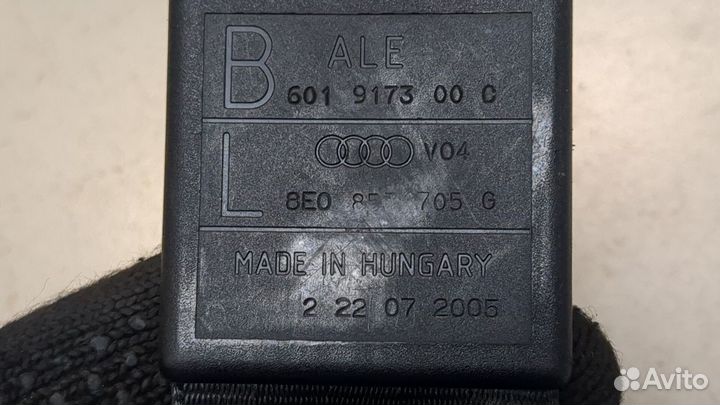 B ALE
601 9173 00 C
L V04
8E0 705 G
MADE IN HUNGARY
2 22 07 2005
Avito